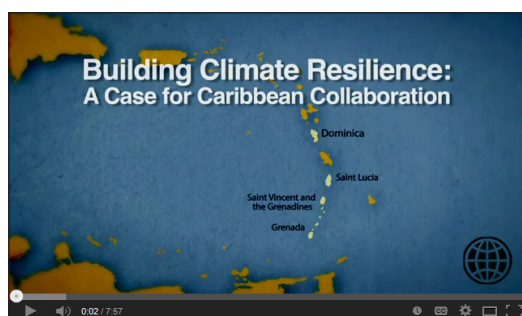 Building Climate Resilience:
A Case for Caribbean Collaboration
Dominica
Saint Lucia
Saint Vincent and
the Grenadines
Grenada
0:02 / 7:57
CC